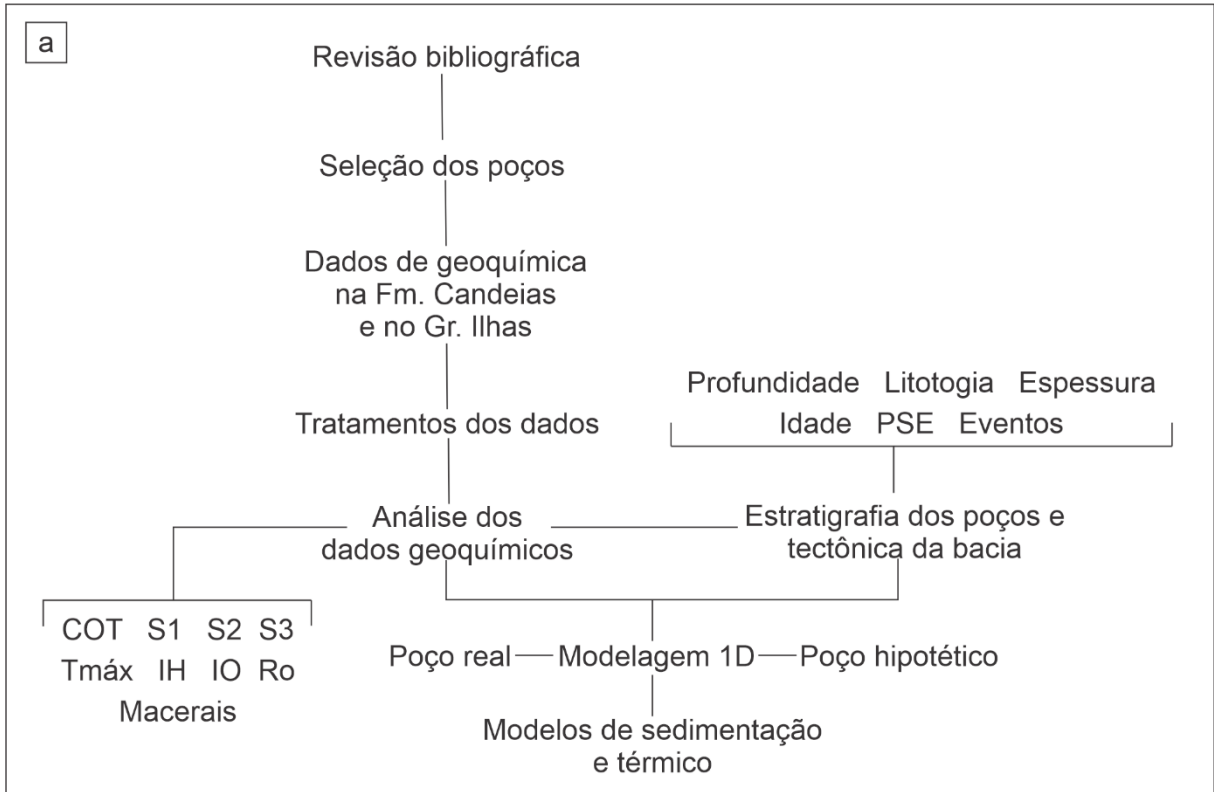 a
Revisão bibliográfica
Seleção dos poços
Dados de geoquímica
na Fm. Candeias
e no Gr. Ilhas
Profundidade Litotogia Espessura
Idade PSE Eventos
Tratamentos dos dados
Análise dos
dados geoquímicos
Estratigrafia dos poços e
tectônica da bacia
COT S1 S2 S3
Tmáx IH IO Ro
Macerais
Poço real Modelagem 1D Poço hipotético
Modelos de sedimentação
e térmico